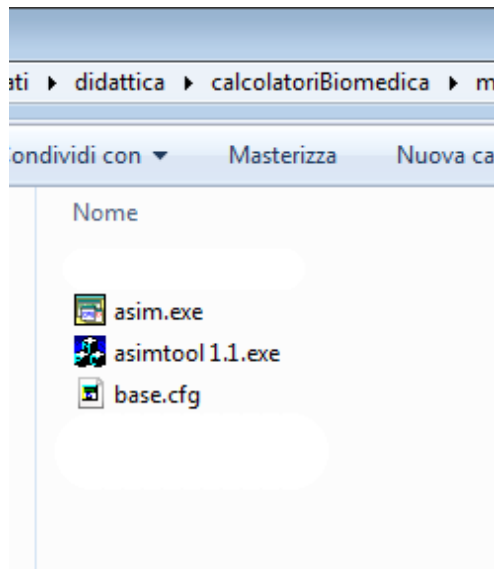 ati ▸ didattica ▸ calcolatoriBiomedica ▸ m
ondividi con ▾ Masterizza Nuova ca
Nome
asim.exe
asimtool 1.1.exe
base.cfg